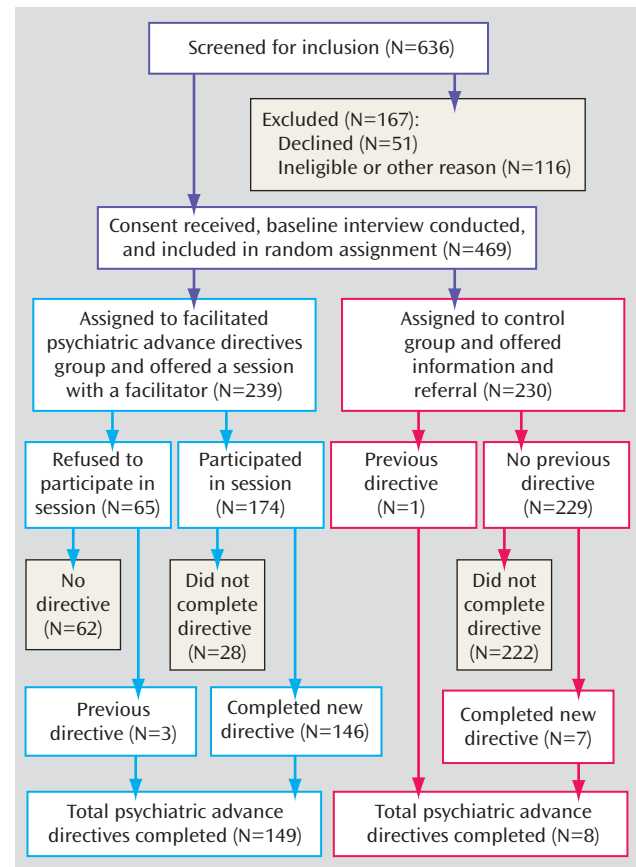 Screened for inclusion (N=636)
Excluded (N=167):
Declined (N=51)
Ineligible or other reason (N=116)
Consent received, baseline interview conducted,
and included in random assignment (N=469)
Assigned to facilitated
psychiatric advance directives
group and offered a session
with a facilitator (N=239)
Assigned to control
group and offered
information and
referral (N=230)
Refused to
participate in
session (N=65)
Participated
in session
(N=174)
Previous
directive
(N=1)
No previous
directive
(N=229)
No
directive
(N=62)
Did not
complete
directive
(N=28)
Did not
complete
directive
(N=222)
Previous
directive (N=3)
Completed new
directive (N=146)
Completed new
directive (N=7)
Total psychiatric advance
directives completed (N=149)
Total psychiatric advance
directives completed (N=8)